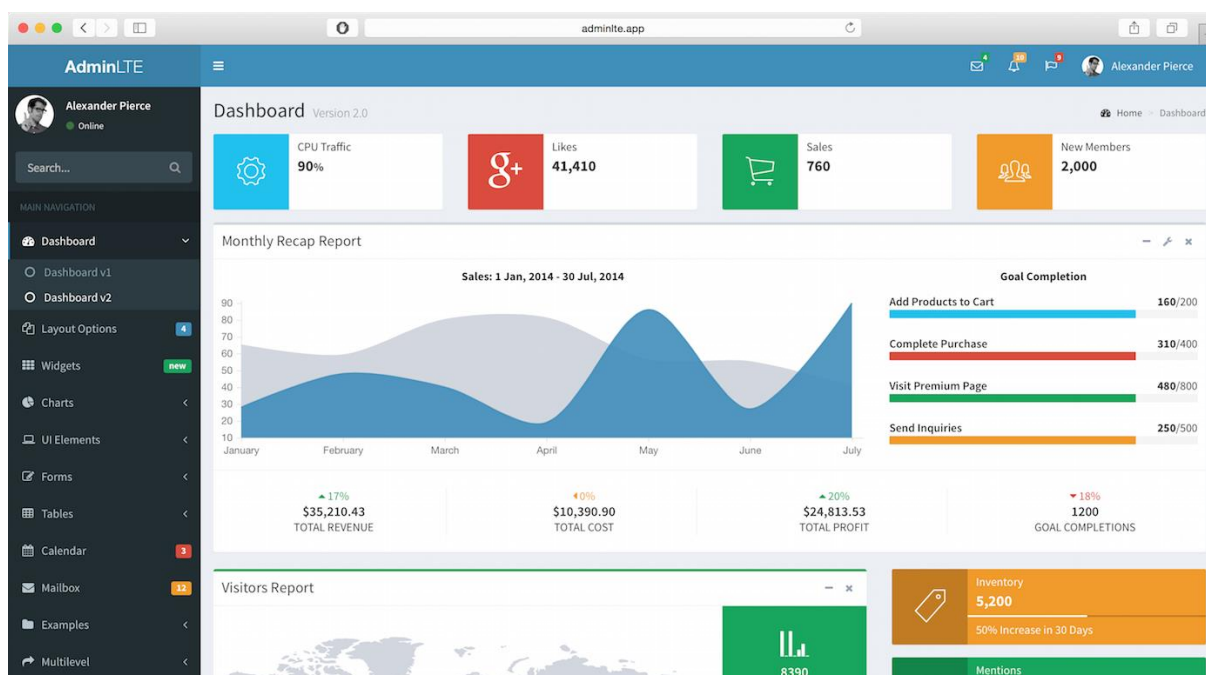 adminlte.app
AdminLTE
4
10
9
Alexander Pierce
Alexander Pierce
Online
Search...
MAIN NAVIGATION
Dashboard
Dashboard v1
Dashboard v2
Layout Options 4
Widgets new
Charts
UI Elements
Forms
Tables
Calendar 3
Mailbox 12
Examples
Multilevel
Dashboard Version 2.0
Home > Dashboard
CPU Traffic
90%
g+
Likes
41,410
Sales
760
New Members
2,000
Monthly Recap Report
Sales: 1 Jan, 2014 - 30 Jul, 2014
90
80
70
60
50
40
30
20
10
January February March April May June July
Goal Completion
Add Products to Cart 160/200
Complete Purchase 310/400
Visit Premium Page 480/800
Send Inquiries 250/500
17%
$35,210.43
TOTAL REVENUE
0%
$10,390.90
TOTAL COST
20%
$24,813.53
TOTAL PROFIT
18%
1200
GOAL COMPLETIONS
Visitors Report
8390
Inventory
5,200
50% Increase in 30 Days
Mentions